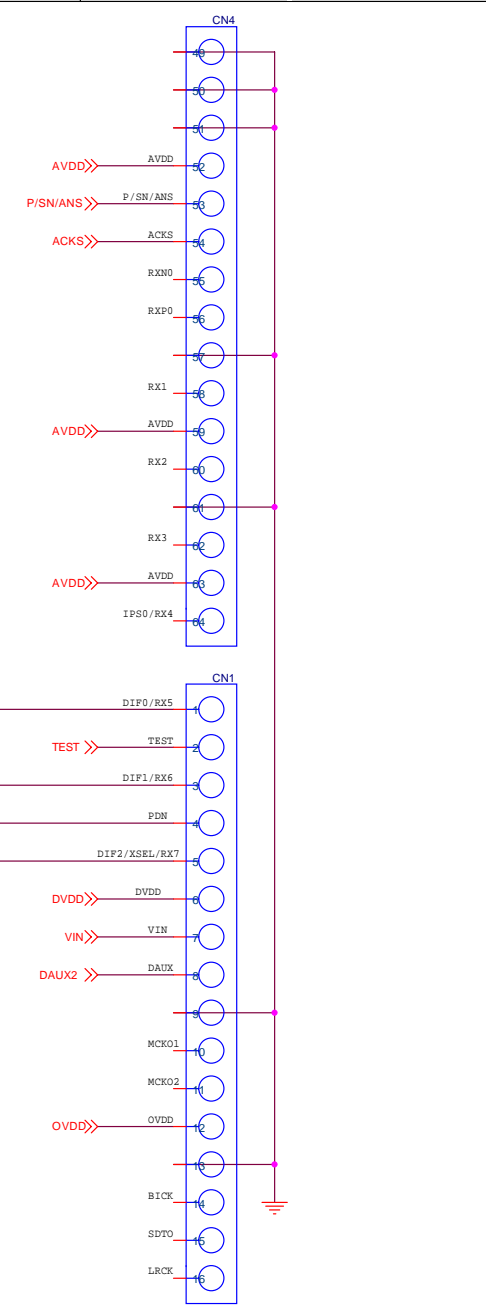 CN4
49
50
51
AVDD AVDD 52
P/SN/ANS P/SN/ANS 53
ACKS ACKS 54
RXN0 55
RXP0 56
57
RX1 58
AVDD AVDD 59
RX2 60
61
RX3 62
AVDD AVDD 63
IPS0/RX4 64
CN1
DIF0/RX5 1
TEST TEST 2
DIF1/RX6 3
PDN 4
DIF2/XSEL/RX7 5
DVDD DVDD 6
VIN VIN 7
DAUX2 DAUX 8
9
MCKO1 10
MCKO2 11
OVDD OVDD 12
13
BICK 14
SDTO 15
LRCK 16